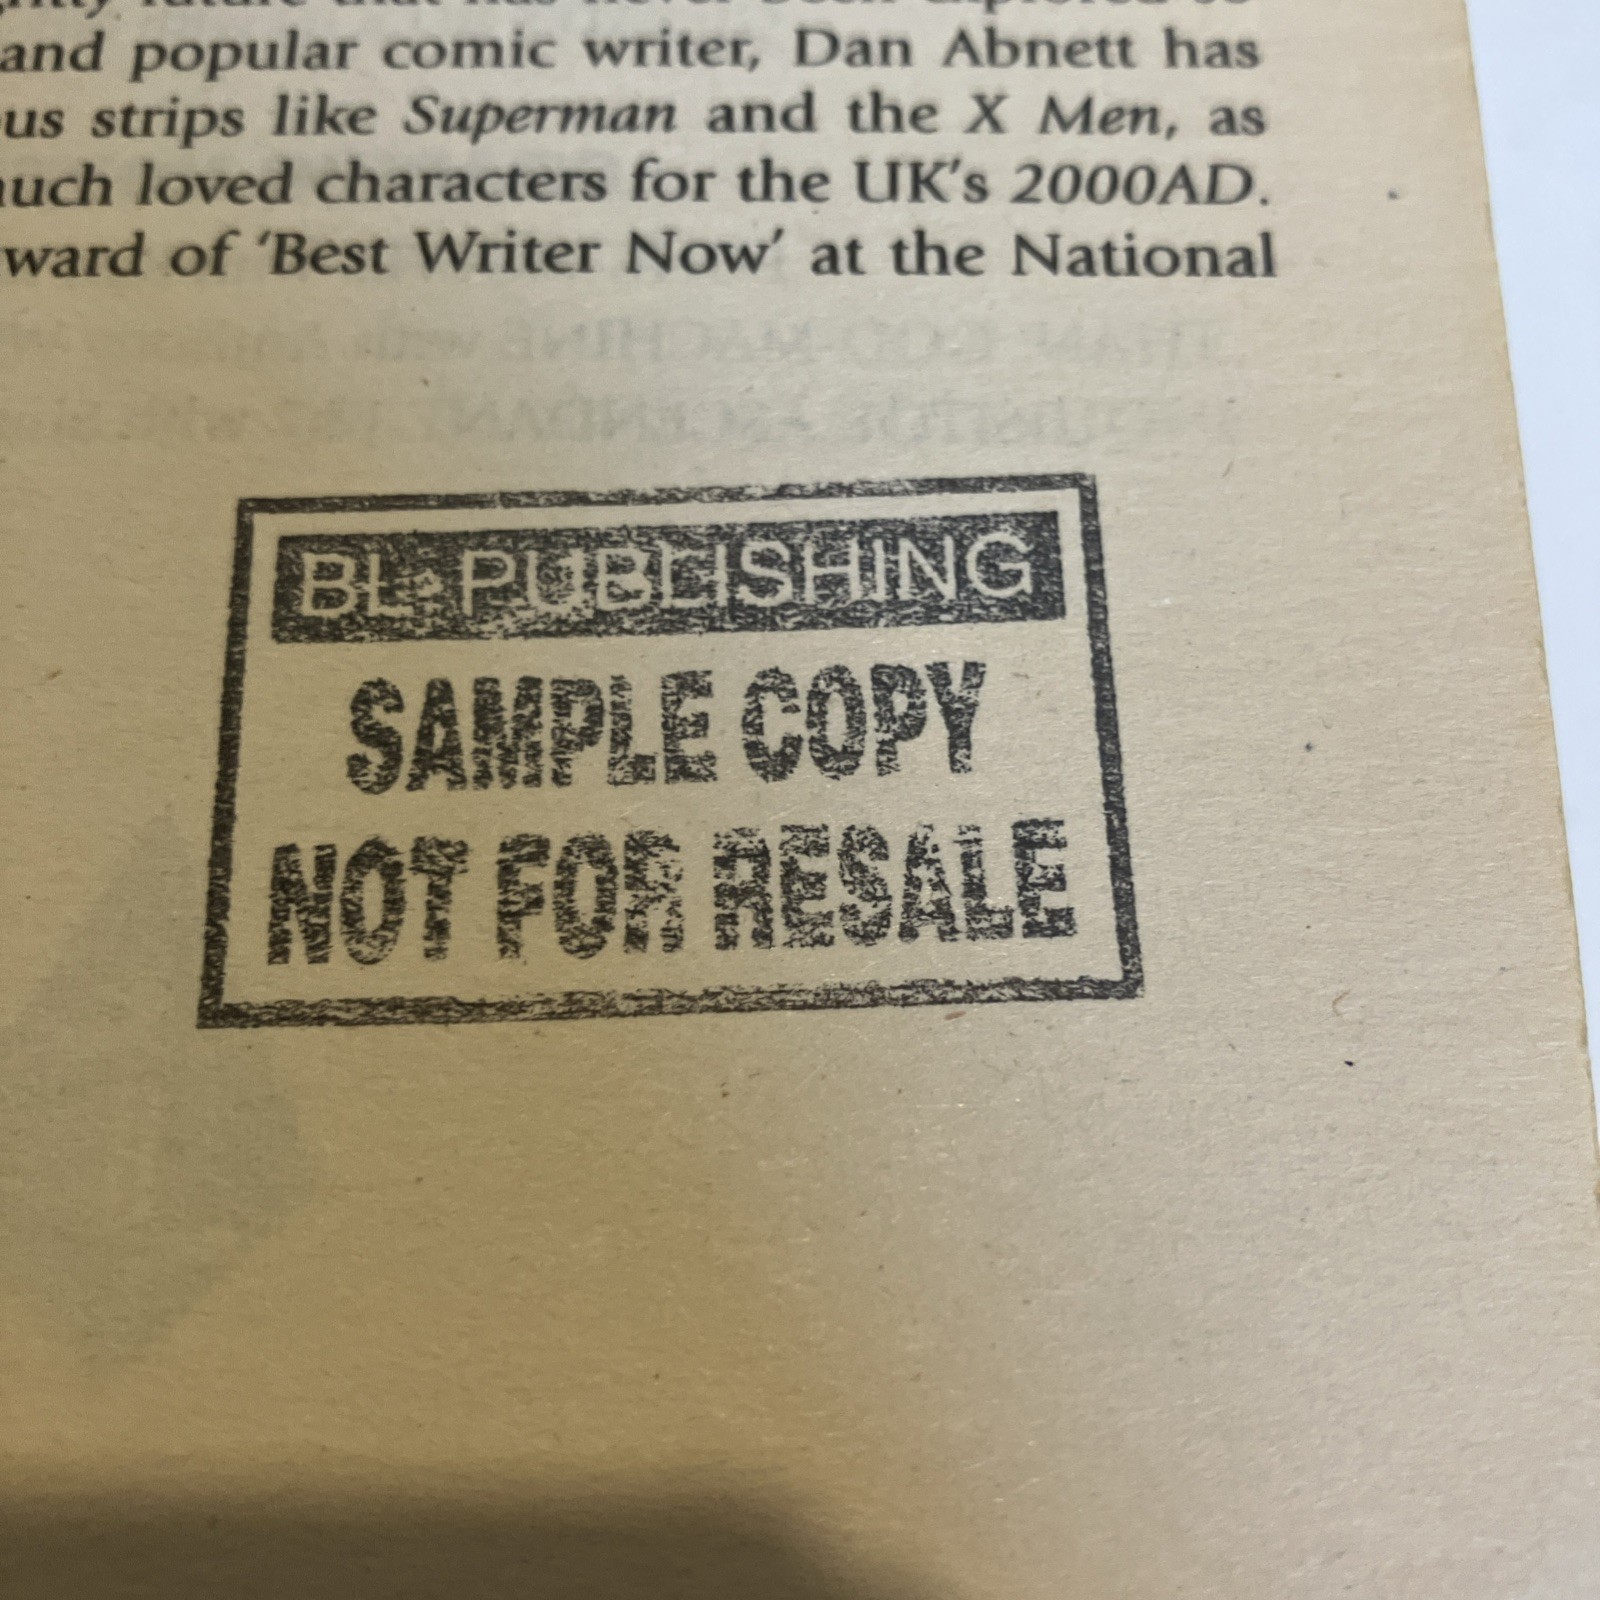 and popular comic writer, Dan Abnett has
us strips like Superman and the X Men, as
much loved characters for the UK's 2000AD.
ward of 'Best Writer Now' at the National
BL PUBLISHING
SAMPLE COPY
NOT FOR RESALE